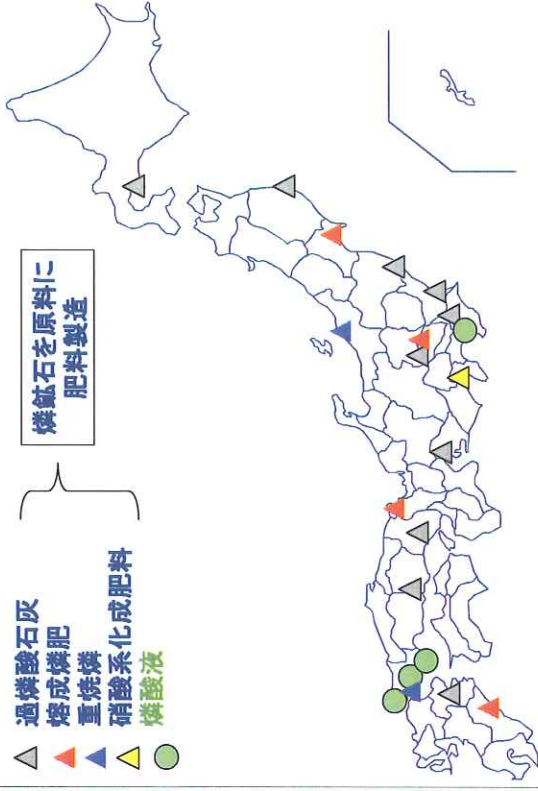 過燐酸石灰
熔成燐肥
重焼燐
硝酸系化成肥料
燐酸液
燐鉱石を原料に
肥料製造